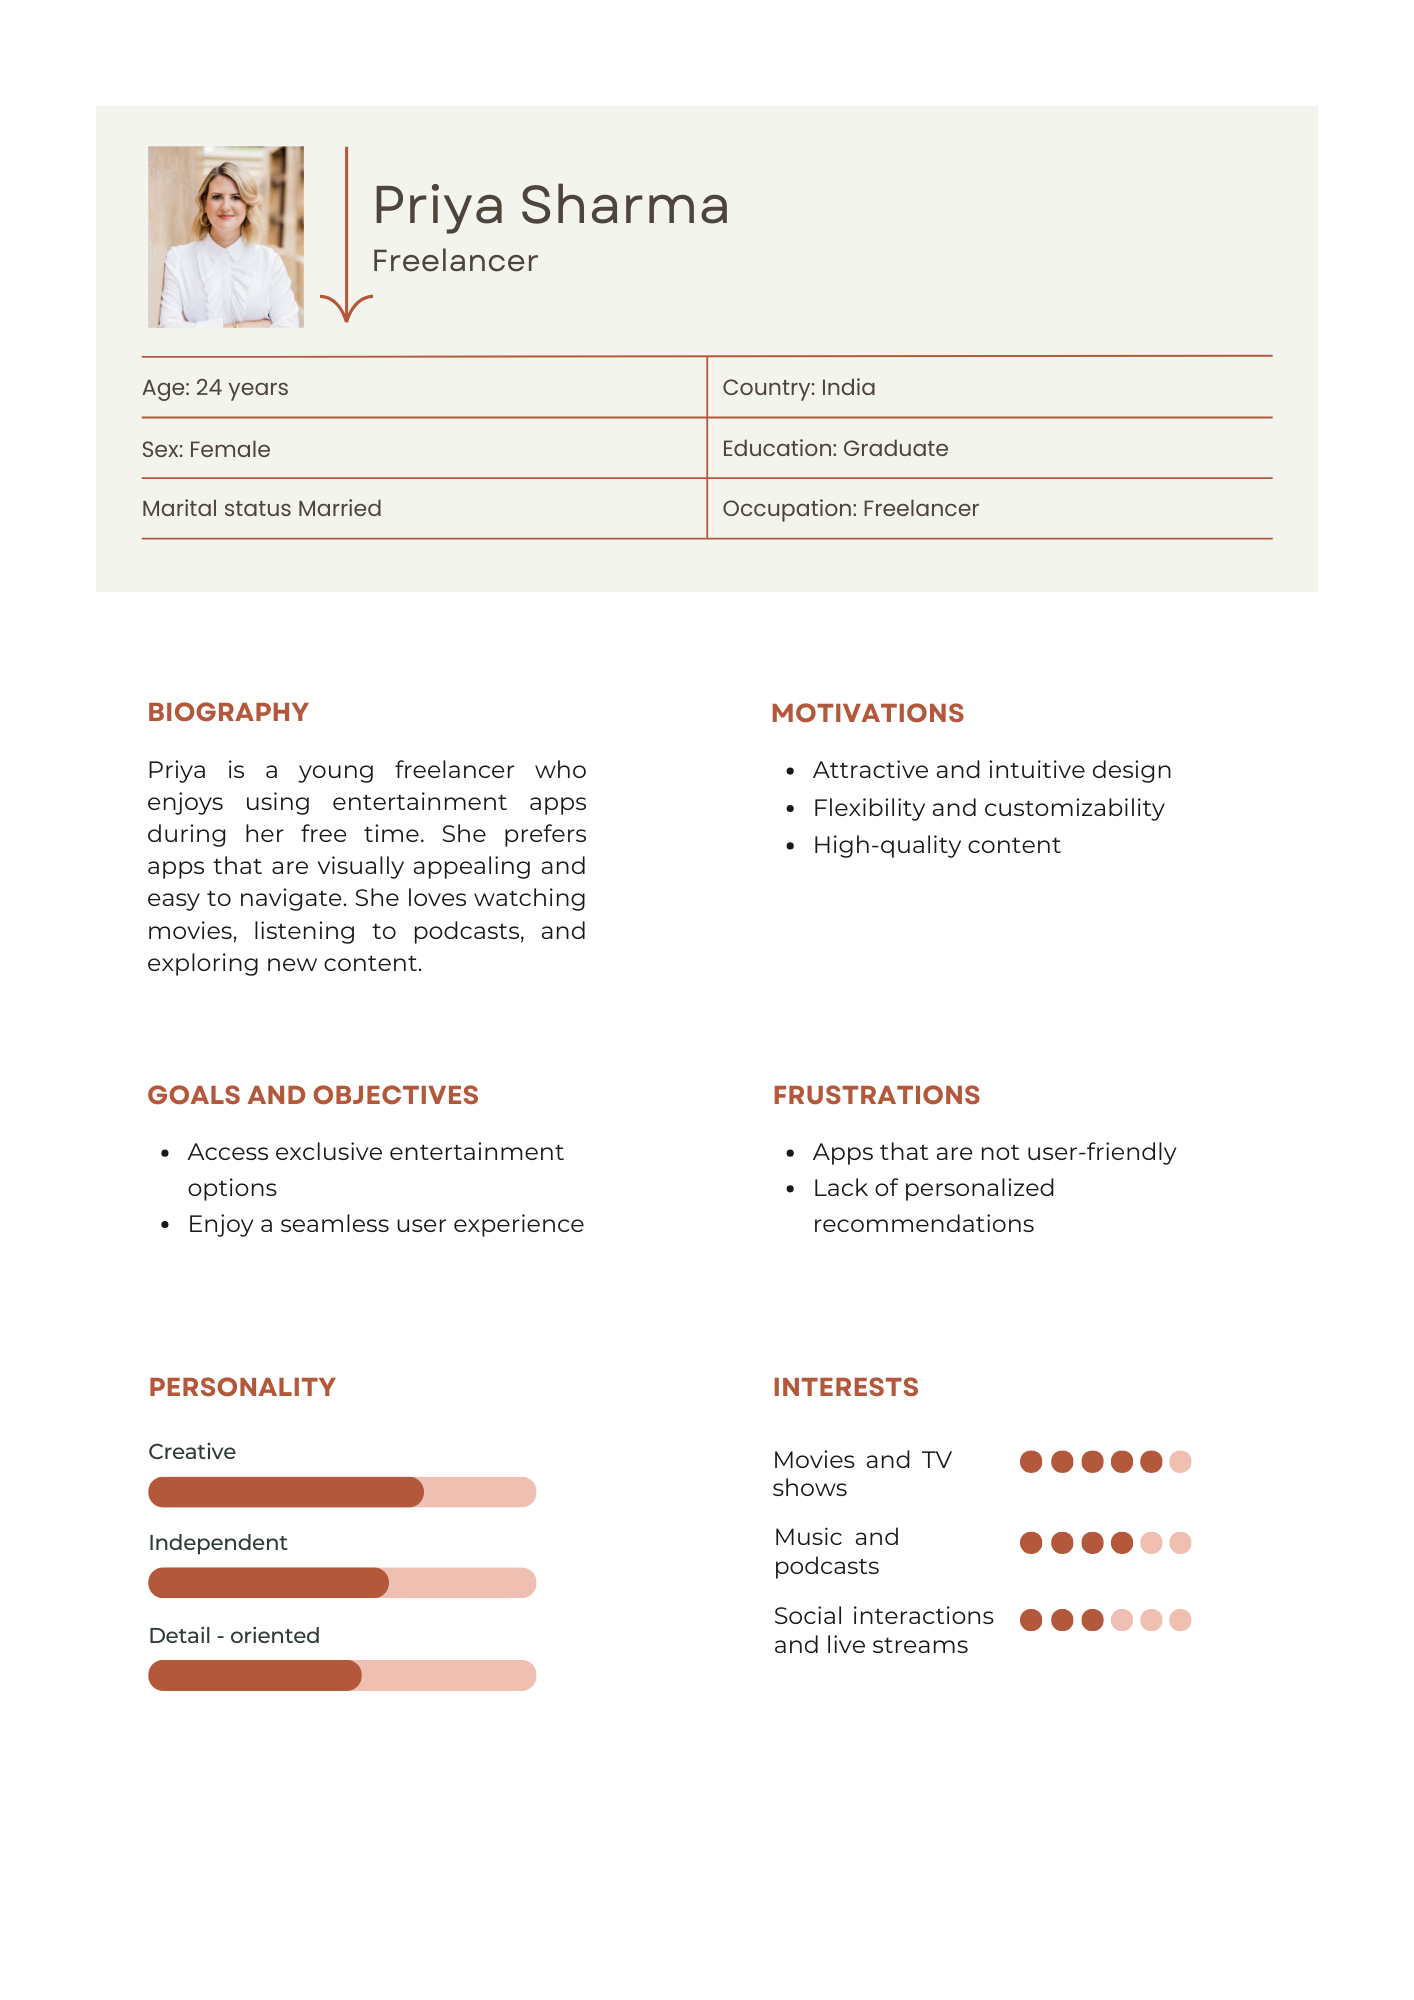 Priya Sharma
Freelancer
Age: 24 years
Country: India
Sex: Female
Education: Graduate
Marital status Married
Occupation: Freelancer
BIOGRAPHY
Priya is a young freelancer who
enjoys using entertainment apps
during her free time. She prefers
apps that are visually appealing and
easy to navigate. She loves watching
movies, listening to podcasts, and
exploring new content.
MOTIVATIONS
• Attractive and intuitive design
• Flexibility and customizability
• High-quality content
GOALS AND OBJECTIVES
• Access exclusive entertainment
options
• Enjoy a seamless user experience
FRUSTRATIONS
• Apps that are not user-friendly
• Lack of personalized
recommendations
PERSONALITY
Creative
Independent
Detail - oriented
INTERESTS
Movies and TV
shows
Music and
podcasts
Social interactions
and live streams